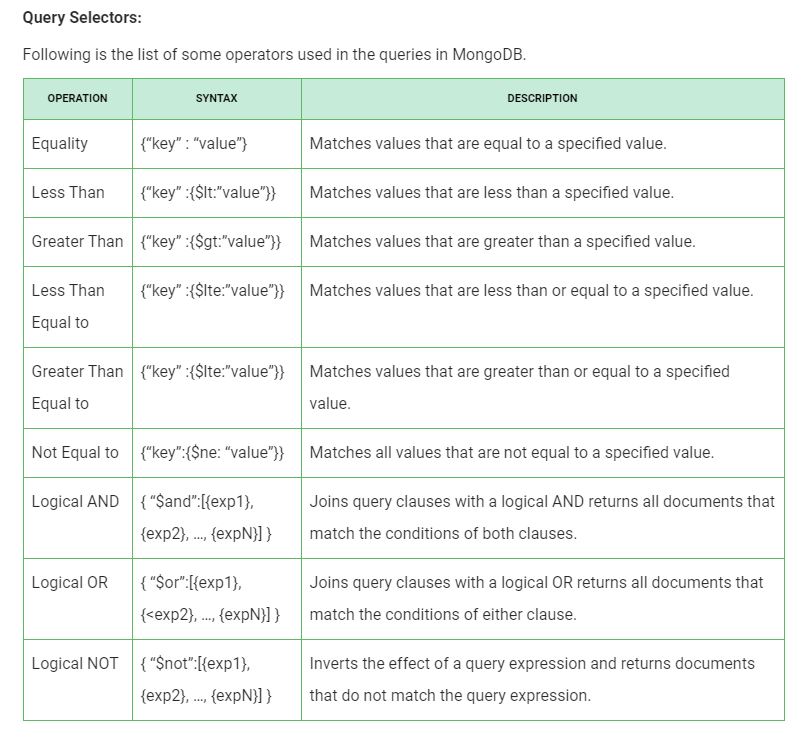 Query Selectors:
Following is the list of some operators used in the queries in MongoDB.
OPERATION SYNTAX DESCRIPTION
Equality {“key” : “value”} Matches values that are equal to a specified value.
Less Than {“key” :{$lt:”value”}} Matches values that are less than a specified value.
Greater Than {“key” :{$gt:”value”}} Matches values that are greater than a specified value.
Less Than {“key” :{$lte:”value”}} Matches values that are less than or equal to a specified value.
Equal to
Greater Than {“key” :{$lte:”value”}} Matches values that are greater than or equal to a specified
Equal to value.
Not Equal to {“key”:{$ne: “value”}} Matches all values that are not equal to a specified value.
Logical AND { “$and”:[{exp1}, Joins query clauses with a logical AND returns all documents that
{exp2}, …, {expN}] } match the conditions of both clauses.
Logical OR { “$or”:[{exp1}, Joins query clauses with a logical OR returns all documents that
{<exp2}, …, {expN}] } match the conditions of either clause.
Logical NOT { “$not”:[{exp1}, Inverts the effect of a query expression and returns documents
{exp2}, …, {expN}] } that do not match the query expression.